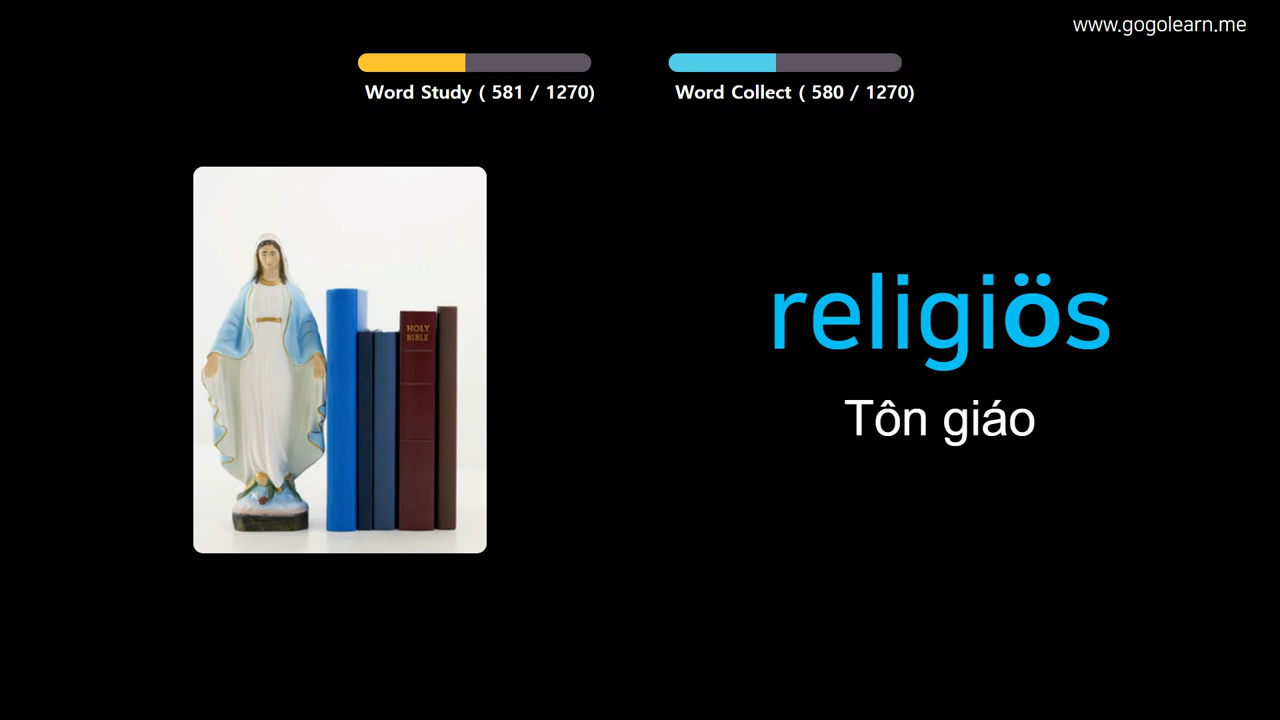 www.gogolearn.me
Word Study ( 581 / 1270)
Word Collect ( 580 / 1270)
HOLY
BIBLE
religiös
Tôn giáo